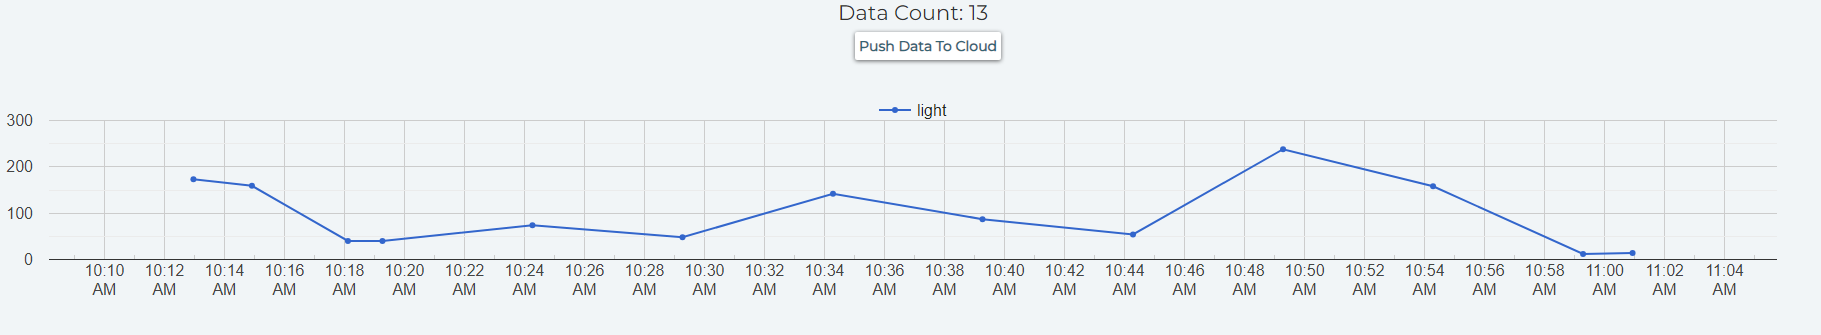 Data Count: 13
Push Data To Cloud
light
300
200
100
0
10:10 AM
10:12 AM
10:14 AM
10:16 AM
10:18 AM
10:20 AM
10:22 AM
10:24 AM
10:26 AM
10:28 AM
10:30 AM
10:32 AM
10:34 AM
10:36 AM
10:38 AM
10:40 AM
10:42 AM
10:44 AM
10:46 AM
10:48 AM
10:50 AM
10:52 AM
10:54 AM
10:56 AM
10:58 AM
11:00 AM
11:02 AM
11:04 AM